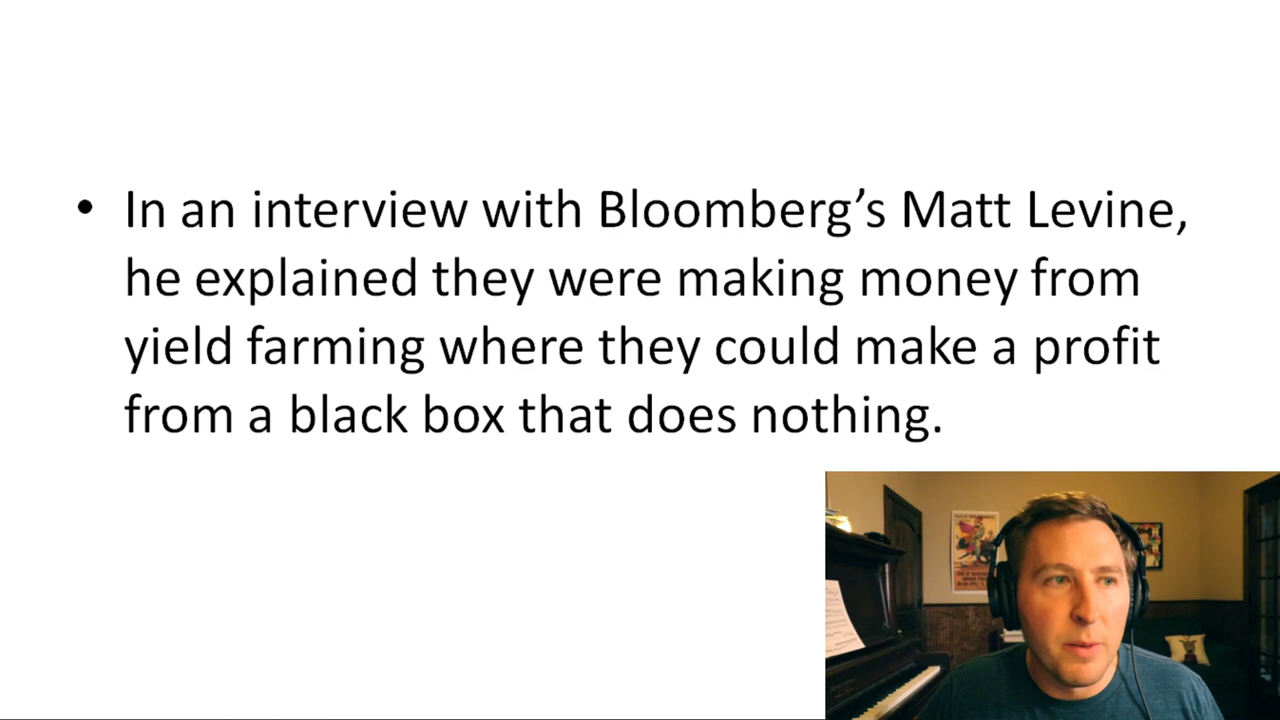 • In an interview with Bloomberg’s Matt Levine,
he explained they were making money from
yield farming where they could make a profit
from a black box that does nothing.